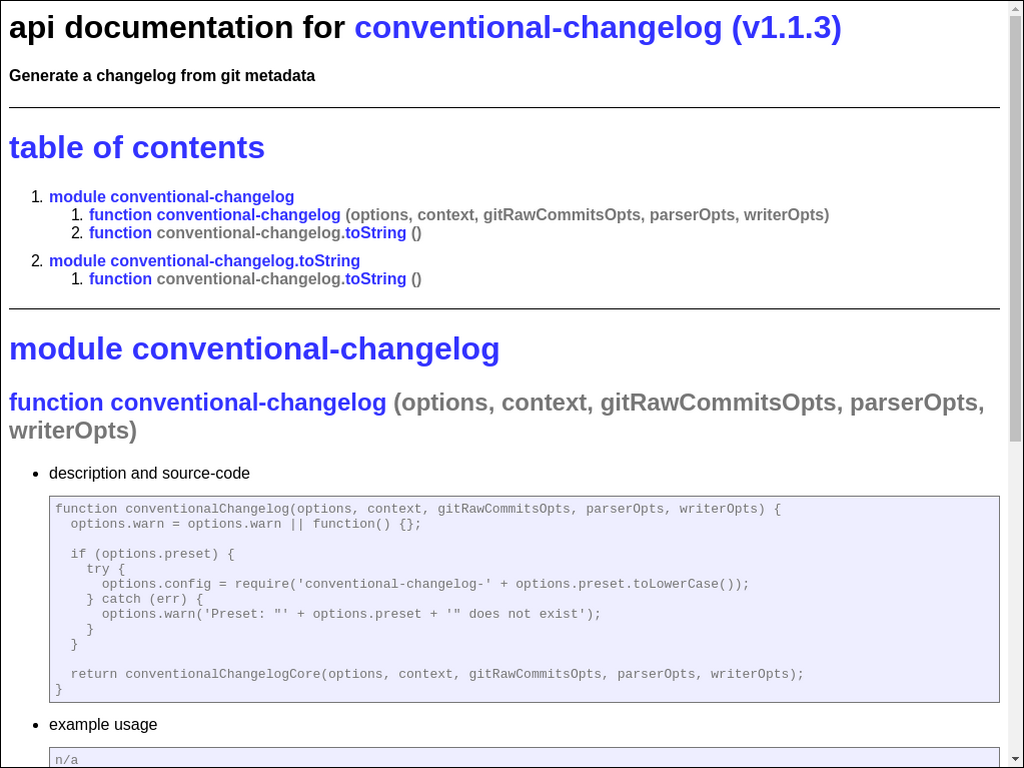 api documentation for conventional-changelog (v1.1.3)
Generate a changelog from git metadata
table of contents
1. module conventional-changelog
1. function conventional-changelog (options, context, gitRawCommitsOpts, parserOpts, writerOpts)
2. function conventional-changelog.toString ()
2. module conventional-changelog.toString
1. function conventional-changelog.toString ()
module conventional-changelog
function conventional-changelog (options, context, gitRawCommitsOpts, parserOpts,
writerOpts)
• description and source-code
function conventionalChangelog(options, context, gitRawCommitsOpts, parserOpts, writerOpts) {
  options.warn = options.warn || function() {};
  if (options.preset) {
    try {
      options.config = require('conventional-changelog-' + options.preset.toLowerCase());
    } catch (err) {
      options.warn('Preset: "' + options.preset + '" does not exist');
    }
  }
  return conventionalChangelogCore(options, context, gitRawCommitsOpts, parserOpts, writerOpts);
}
• example usage
n/a